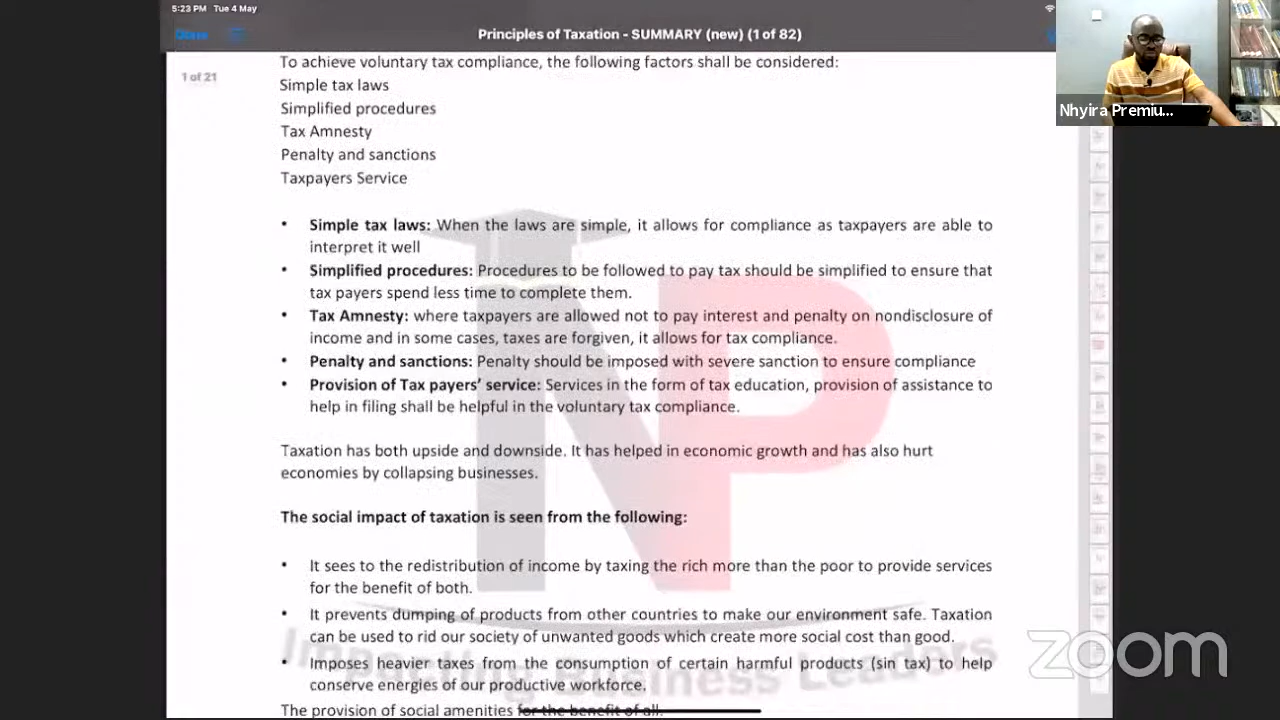 5:23 PM Tue 4 May
Done
Principles of Taxation - SUMMARY (new) (1 of 82)
1 of 21
Nhyira Premiu...
To achieve voluntary tax compliance, the following factors shall be considered:
Simple tax laws
Simplified procedures
Tax Amnesty
Penalty and sanctions
Taxpayers Service
• Simple tax laws: When the laws are simple, it allows for compliance as taxpayers are able to
interpret it well
• Simplified procedures: Procedures to be followed to pay tax should be simplified to ensure that
tax payers spend less time to complete them.
• Tax Amnesty: where taxpayers are allowed not to pay interest and penalty on nondisclosure of
income and in some cases, taxes are forgiven, it allows for tax compliance.
• Penalty and sanctions: Penalty should be imposed with severe sanction to ensure compliance
• Provision of Tax payers' service: Services in the form of tax education, provision of assistance to
help in filing shall be helpful in the voluntary tax compliance.
Taxation has both upside and downside. It has helped in economic growth and has also hurt
economies by collapsing businesses.
The social impact of taxation is seen from the following:
• It sees to the redistribution of income by taxing the rich more than the poor to provide services
for the benefit of both.
• It prevents dumping of products from other countries to make our environment safe. Taxation
can be used to rid our society of unwanted goods which create more social cost than good.
• Imposes heavier taxes from the consumption of certain harmful products (sin tax) to help
conserve energies of our productive workforce.
The provision of social amenities for the benefit of all.
NP
Business Leaders
zoom